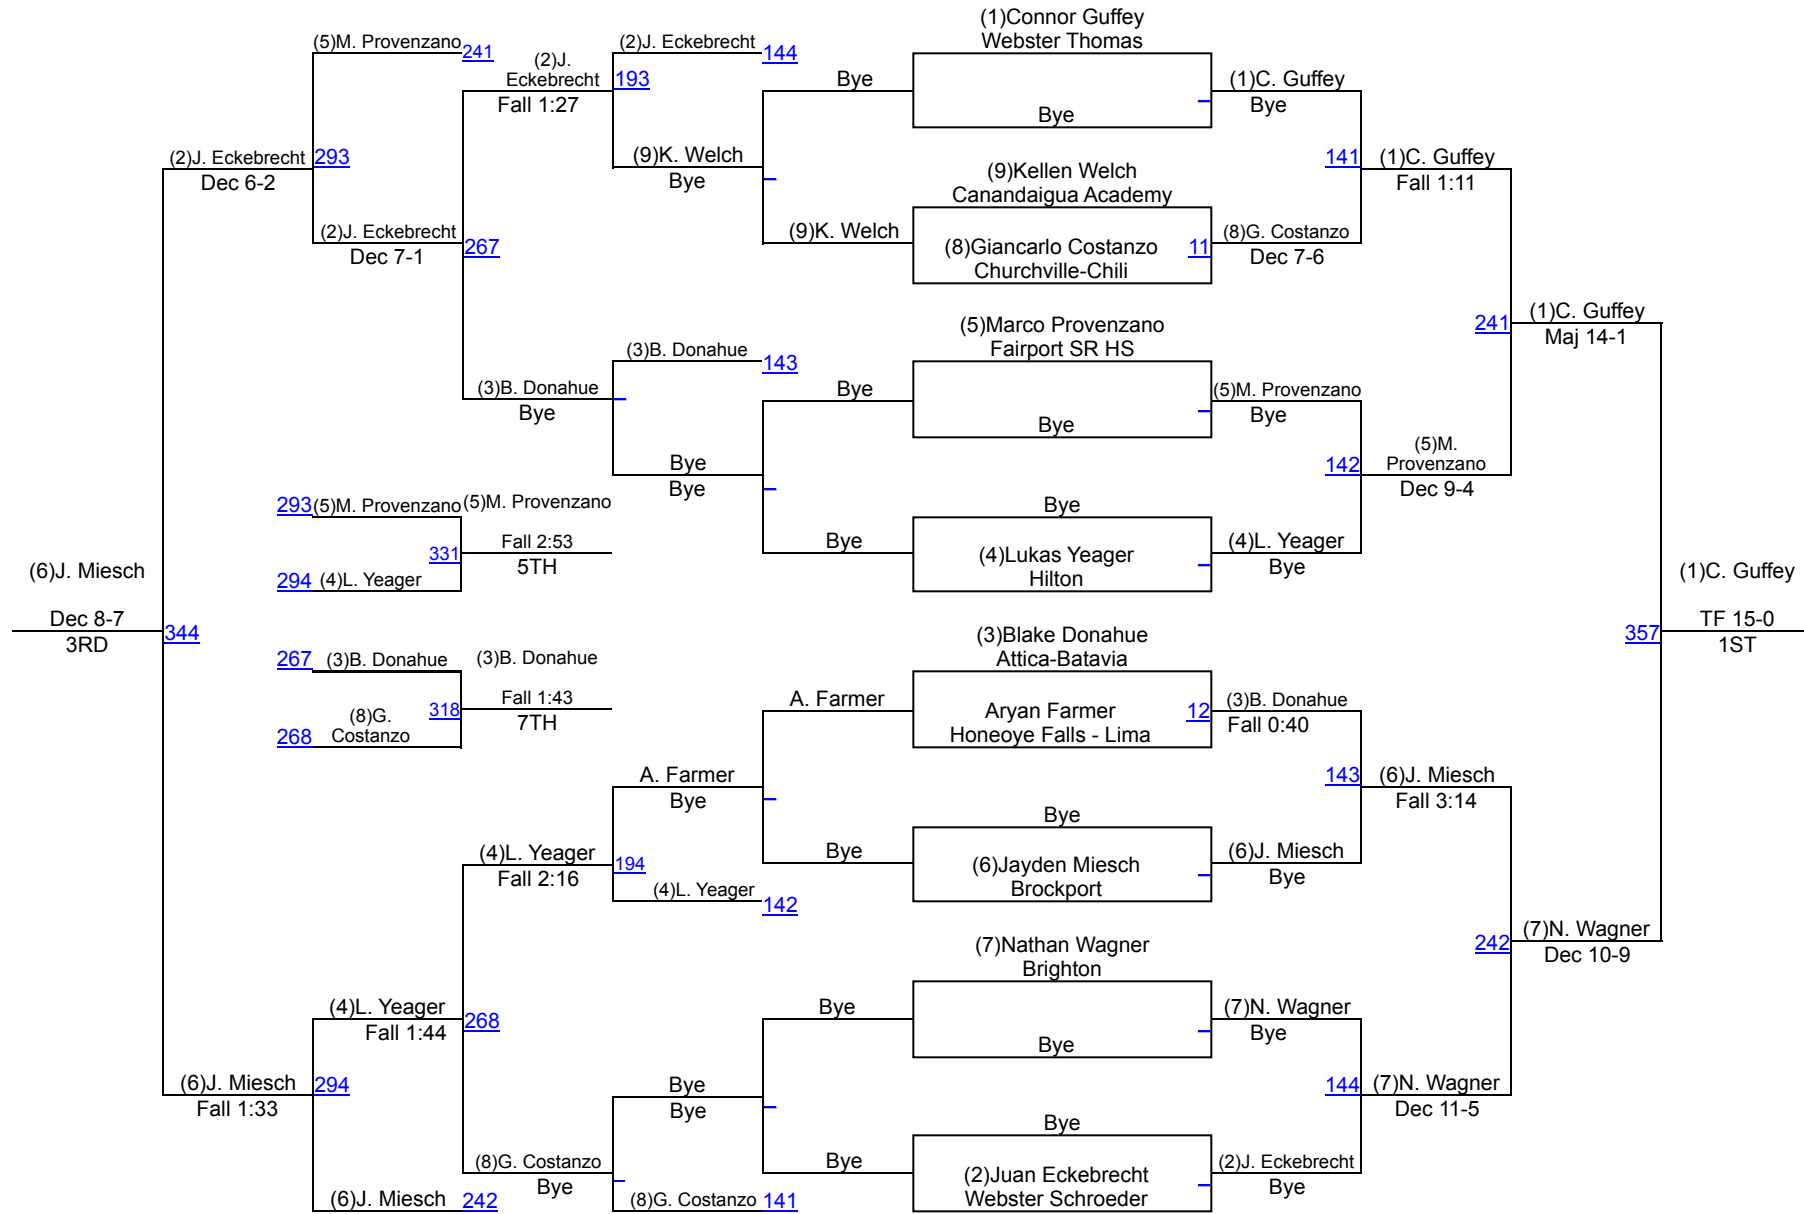 (1)Connor Guffey
Webster Thomas
(5)M. Provenzano 241
(2)J.
Eckebrecht
Fall 1:27
(2)J. Eckebrecht 144
193
Bye
Bye
(1)C. Guffey
Bye
(2)J. Eckebrecht 293
Dec 6-2
(9)K. Welch
Bye
(9)Kellen Welch
Canandaigua Academy
141 (1)C. Guffey
Fall 1:11
(2)J. Eckebrecht
Dec 7-1
267
(9)K. Welch
(8)Giancarlo Costanzo
Churchville-Chili
11
(8)G. Costanzo
Dec 7-6
241 (1)C. Guffey
Maj 14-1
(5)Marco Provenzano
Fairport SR HS
(3)B. Donahue 143
(3)B. Donahue
Bye
Bye
Bye
(5)M. Provenzano
Bye
Bye
Bye
142
(5)M.
Provenzano
Dec 9-4
293 (5)M. Provenzano (5)M. Provenzano
331
Fall 2:53
5TH
294 (4)L. Yeager
Bye
Bye
(4)Lukas Yeager
Hilton
(4)L. Yeager
Bye
(6)J. Miesch
Dec 8-7
3RD
344
(1)C. Guffey
357 TF 15-0
1ST
267 (3)B. Donahue (3)B. Donahue
318
Fall 1:43
7TH
268
(8)G.
Costanzo
(3)Blake Donahue
Attica-Batavia
A. Farmer
Aryan Farmer
Honeoye Falls - Lima
12
(3)B. Donahue
Fall 0:40
A. Farmer
Bye
143 (6)J. Miesch
Fall 3:14
(4)L. Yeager
Fall 2:16
194
(4)L. Yeager 142
Bye
Bye
(6)Jayden Miesch
Brockport
(6)J. Miesch
Bye
242 (7)N. Wagner
Dec 10-9
(7)Nathan Wagner
Brighton
(4)L. Yeager
Fall 1:44
268
Bye
Bye
(7)N. Wagner
Bye
(6)J. Miesch 294
Fall 1:33
Bye
Bye
144 (7)N. Wagner
Dec 11-5
(8)G. Costanzo
Bye
Bye
Bye
(2)Juan Eckebrecht
Webster Schroeder
(2)J. Eckebrecht
Bye
(6)J. Miesch 242
(8)G. Costanzo 141